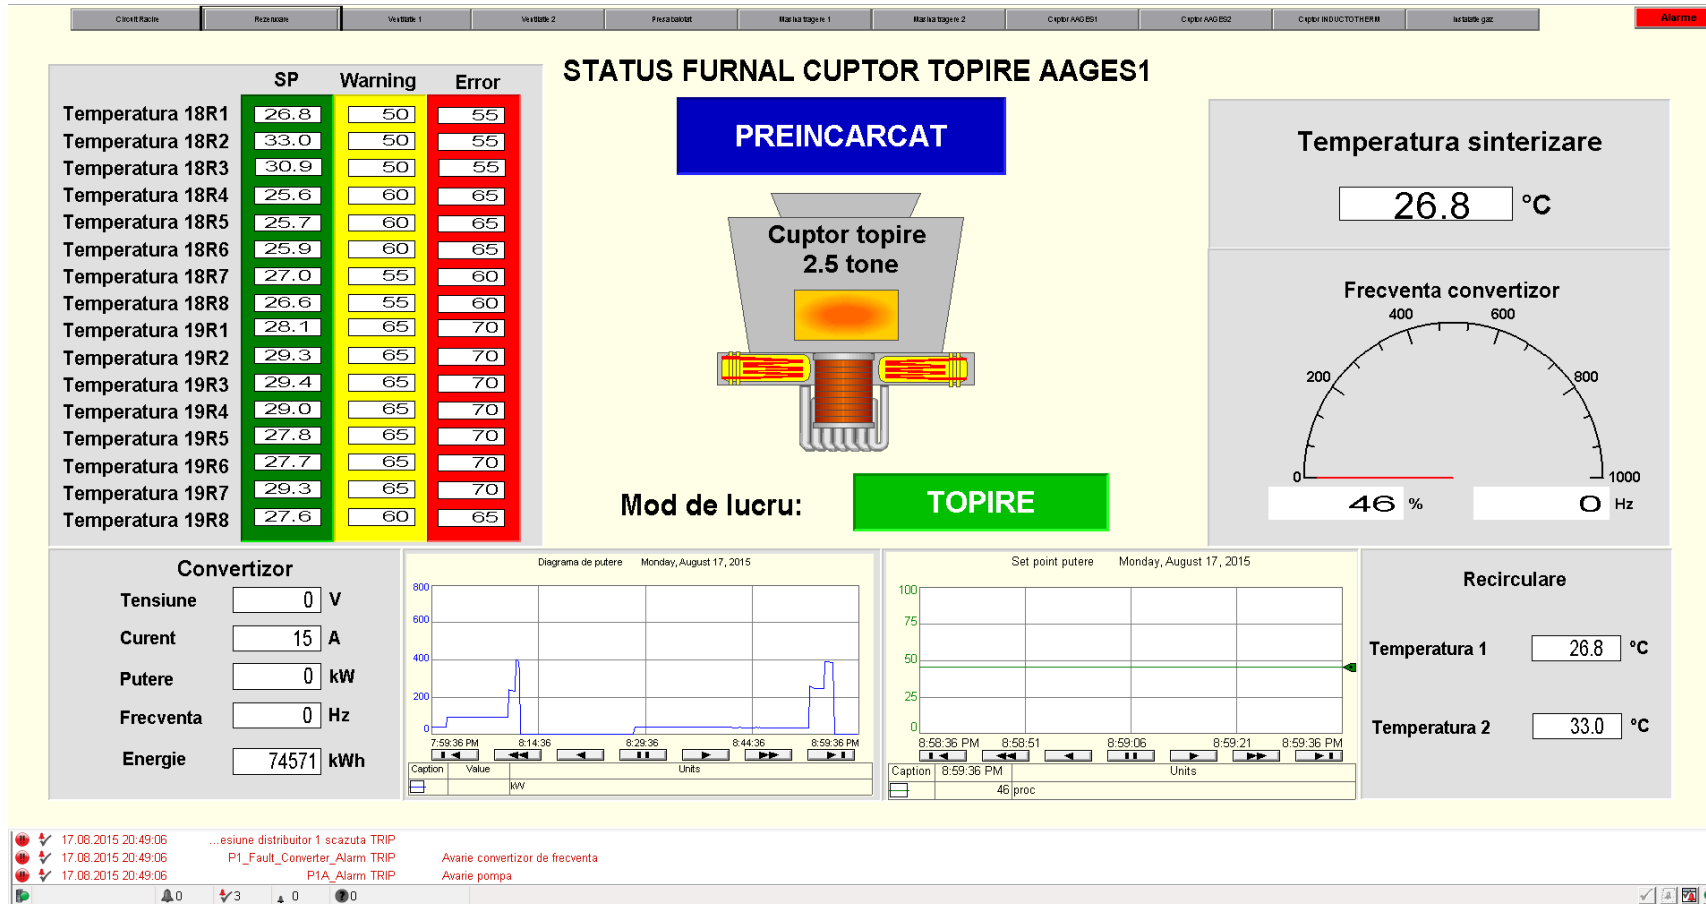 Circuit Racire Rezervoare Ventilatie 1 Ventilatie 2 Presa balotat Masina tragere 1 Masina tragere 2 Cuptor AAGES1 Cuptor AAGES2 Cuptor INDUCTOTHERM Instalatie gaz Alarme
STATUS FURNAL CUPTOR TOPIRE AAGES1
SP Warning Error
Temperatura 18R1 26.8 50 55
Temperatura 18R2 33.0 50 55
Temperatura 18R3 30.9 50 55
Temperatura 18R4 25.6 60 65
Temperatura 18R5 25.7 60 65
Temperatura 18R6 25.9 60 65
Temperatura 18R7 27.0 55 60
Temperatura 18R8 26.6 55 60
Temperatura 19R1 28.1 65 70
Temperatura 19R2 29.3 65 70
Temperatura 19R3 29.4 65 70
Temperatura 19R4 29.0 65 70
Temperatura 19R5 27.8 65 70
Temperatura 19R6 27.7 65 70
Temperatura 19R7 29.3 65 70
Temperatura 19R8 27.6 60 65
PREINCARCAT
Cuptor topire
2.5 tone
Mod de lucru: TOPIRE
Temperatura sinterizare
26.8 °C
Frecventa convertizor
400 600
200 800
0 1000
46 % 0 Hz
Convertizor
Tensiune 0 V
Curent 15 A
Putere 0 kW
Frecventa 0 Hz
Energie 74571 kWh
Diagrama de putere Monday, August 17, 2015
800
600
400
200
0
7:59:36 PM 8:14:36 8:29:36 8:44:36 8:59:36 PM
Caption Value Units
kW
Set point putere Monday, August 17, 2015
100
75
50
25
0
8:58:36 PM 8:58:51 8:59:06 8:59:21 8:59:36 PM
Caption 8:59:36 PM Units
46 proc
Recirculare
Temperatura 1 26.8 °C
Temperatura 2 33.0 °C
17.08.2015 20:49:06 ...esiune distribuitor 1 scazuta TRIP
17.08.2015 20:49:06 P1_Fault_Converter_Alarm TRIP Avarie convertizor de frecventa
17.08.2015 20:49:06 P1A_Alarm TRIP Avarie pompa
0 3 0 0